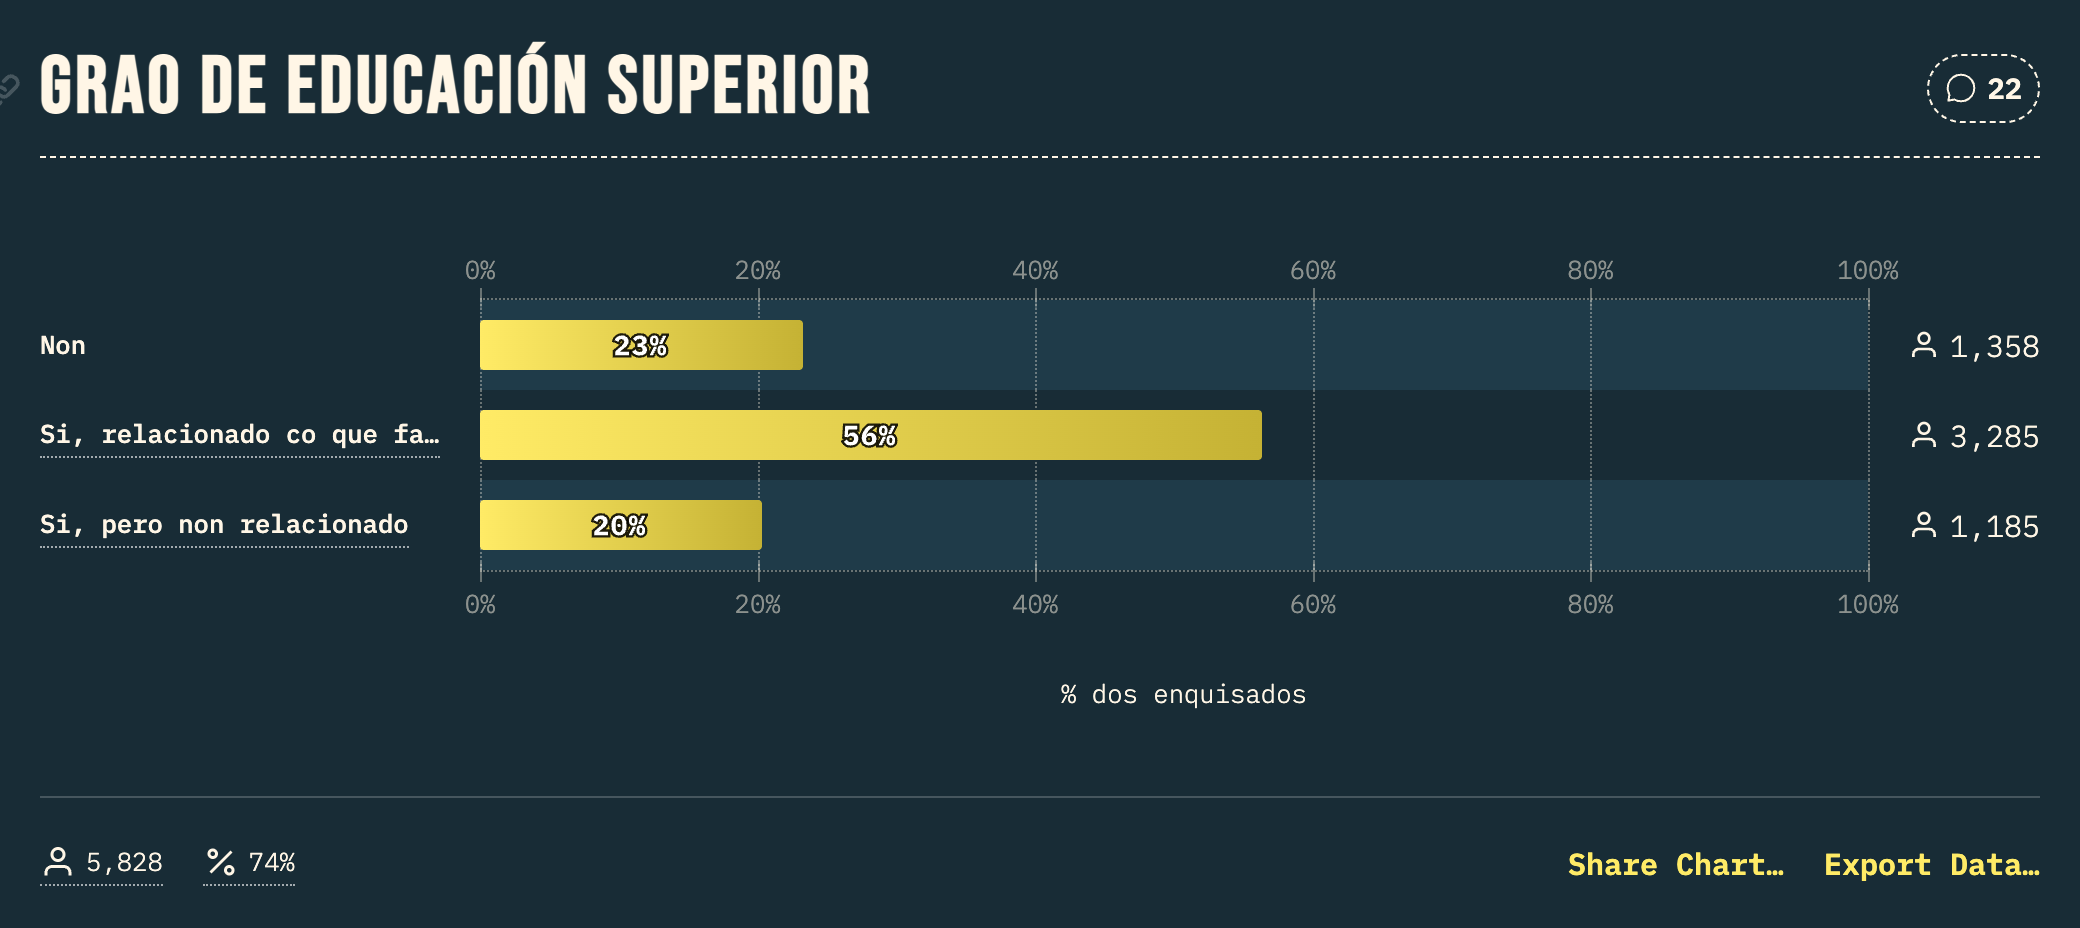 GRAO DE EDUCACIÓN SUPERIOR
22
0% 20% 40% 60% 80% 100%
Non 23% 1,358
Si, relacionado co que fa… 56% 3,285
Si, pero non relacionado 20% 1,185
0% 20% 40% 60% 80% 100%
% dos enquisados
5,828 74% Share Chart… Export Data…